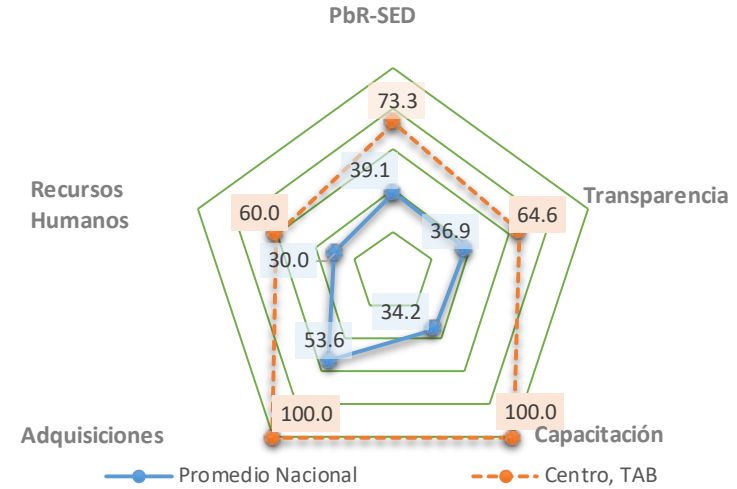 PbR-SED
73.3
39.1
Recursos
Humanos
Transparencia
60.0
64.6
36.9
30.0
34.2
53.6
100.0
100.0
Adquisiciones
Capacitación
Promedio Nacional
Centro, TAB